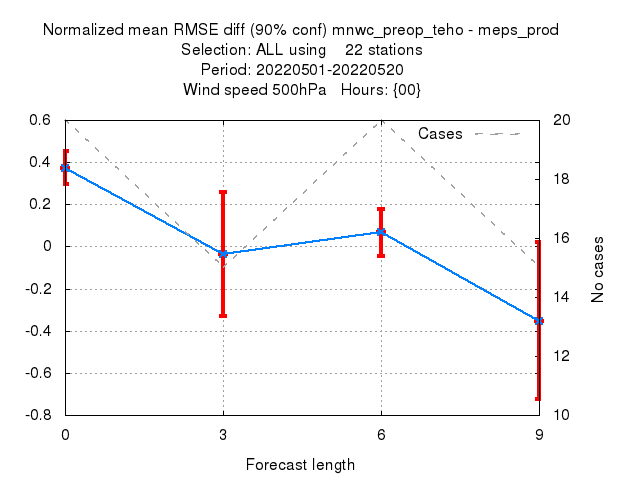 Normalized mean RMSE diff (90% conf) mnwc_preop_teho - meps_prod
Selection: ALL using 22 stations
Period: 20220501-20220520
Wind speed 500hPa Hours: {00}
Cases
0.6
0.4
0.2
0
-0.2
-0.4
-0.6
-0.8
20
18
16
14
12
10
No cases
0 3 6 9
Forecast length